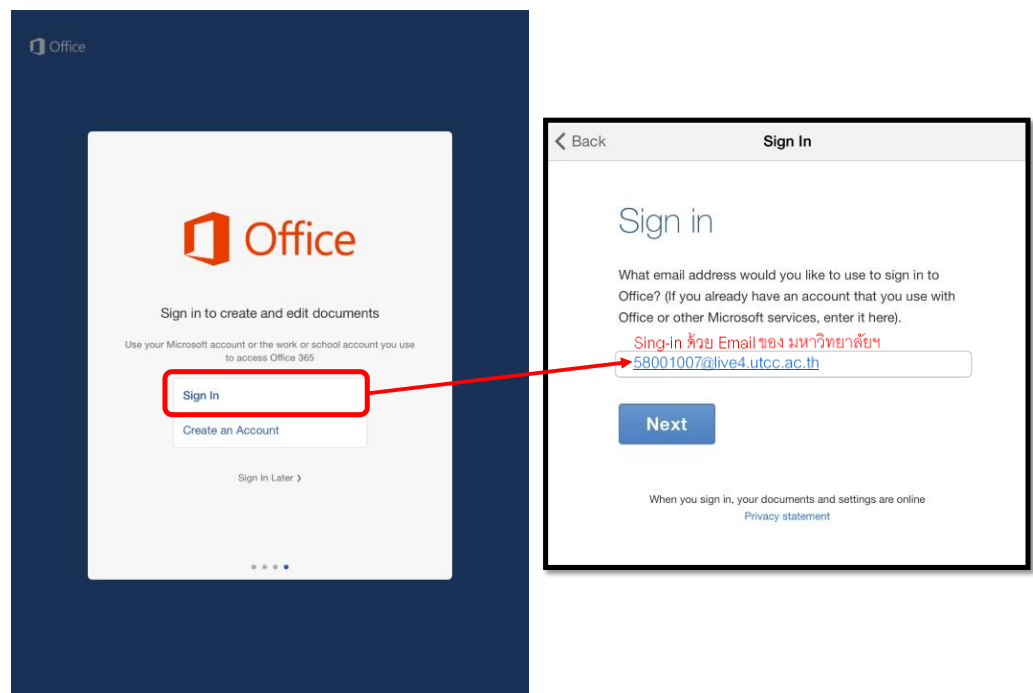 Office
Office
Sign in to create and edit documents
Use your Microsoft account or the work or school account you use
to access Office 365
Sign In
Create an Account
Sign In Later ❯
Back
Sign In
Sign in
What email address would you like to use to sign in to
Office? (If you already have an account that you use with
Office or other Microsoft services, enter it here).
Sing-in ด้วย Email ของ มหาวิทยาลัยฯ
58001007@live4.utcc.ac.th
Next
When you sign in, your documents and settings are online
Privacy statement